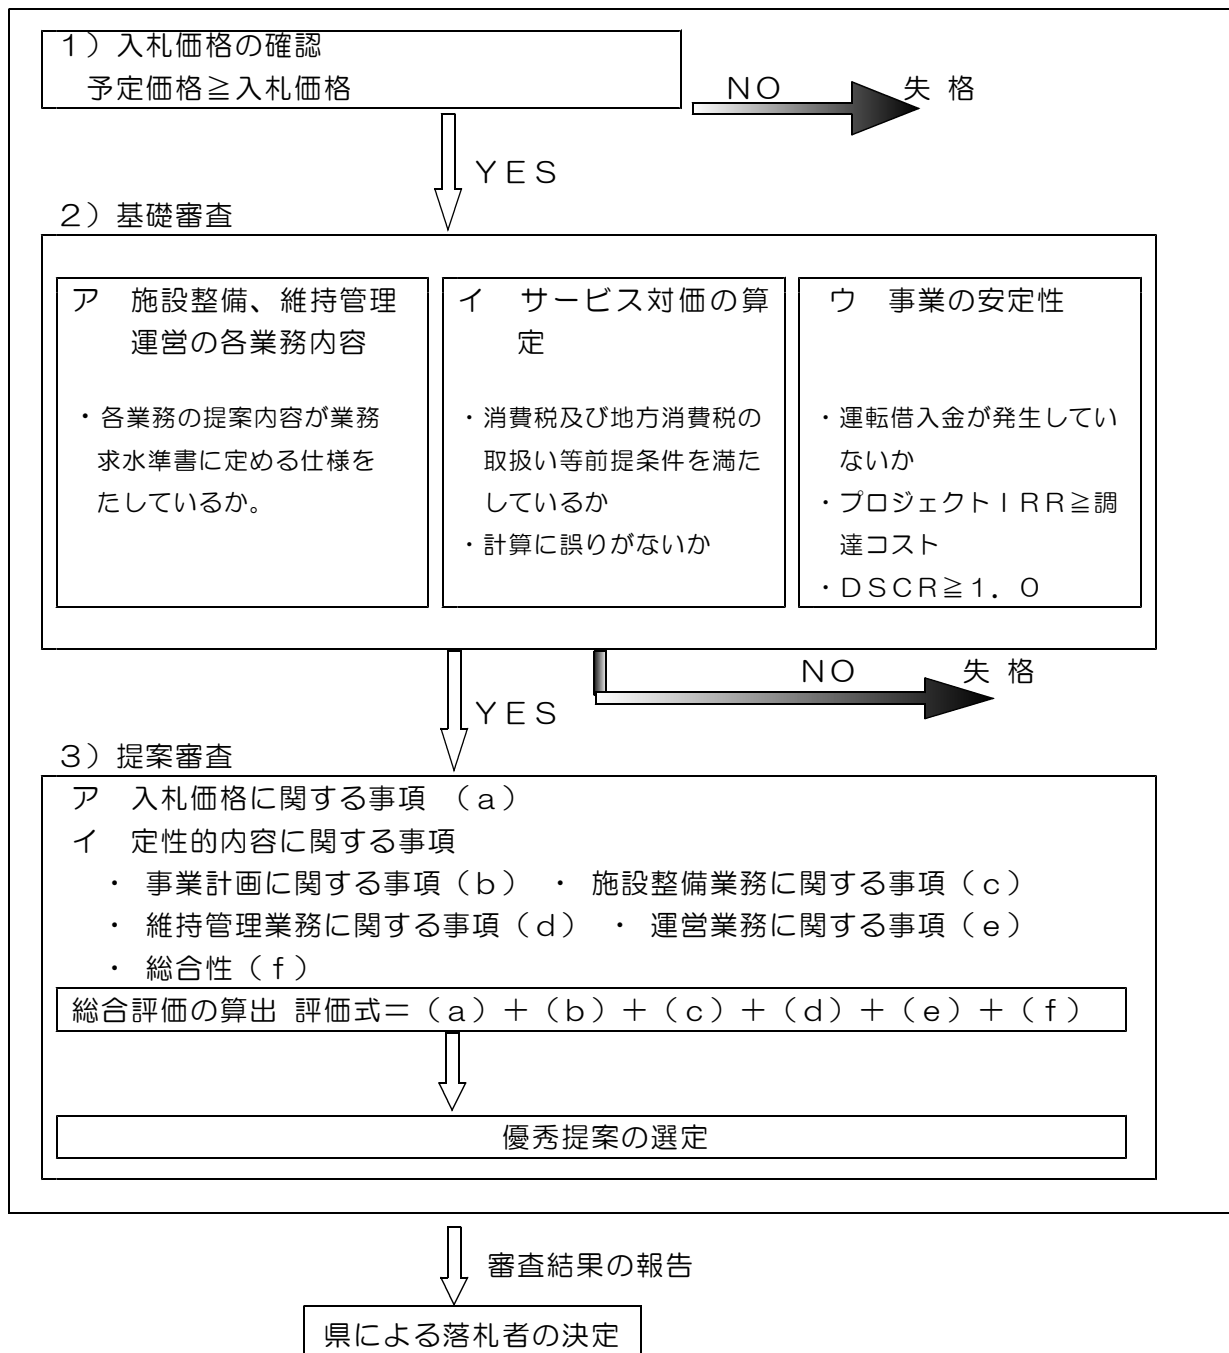 １）入札価格の確認
予定価格≧入札価格
ＮＯ 失 格
ＹＥＳ
２）基礎審査
ア 施設整備、維持管理
運営の各業務内容
・各業務の提案内容が業務
求水準書に定める仕様を
たしているか。
イ サービス対価の算
定
・消費税及び地方消費税の
取扱い等前提条件を満た
しているか
・計算に誤りがないか
ウ 事業の安定性
・運転借入金が発生してい
ないか
・プロジェクトＩＲＲ≧調
達コスト
・ＤＳＣＲ≧１．０
ＮＯ 失 格
ＹＥＳ
３）提案審査
ア 入札価格に関する事項 （ａ）
イ 定性的内容に関する事項
・ 事業計画に関する事項（ｂ） ・ 施設整備業務に関する事項（ｃ）
・ 維持管理業務に関する事項（ｄ） ・ 運営業務に関する事項（ｅ）
・ 総合性（ｆ）
総合評価の算出 評価式＝（ａ）＋（ｂ）＋（ｃ）＋（ｄ）＋（ｅ）＋（ｆ）
優秀提案の選定
審査結果の報告
県による落札者の決定